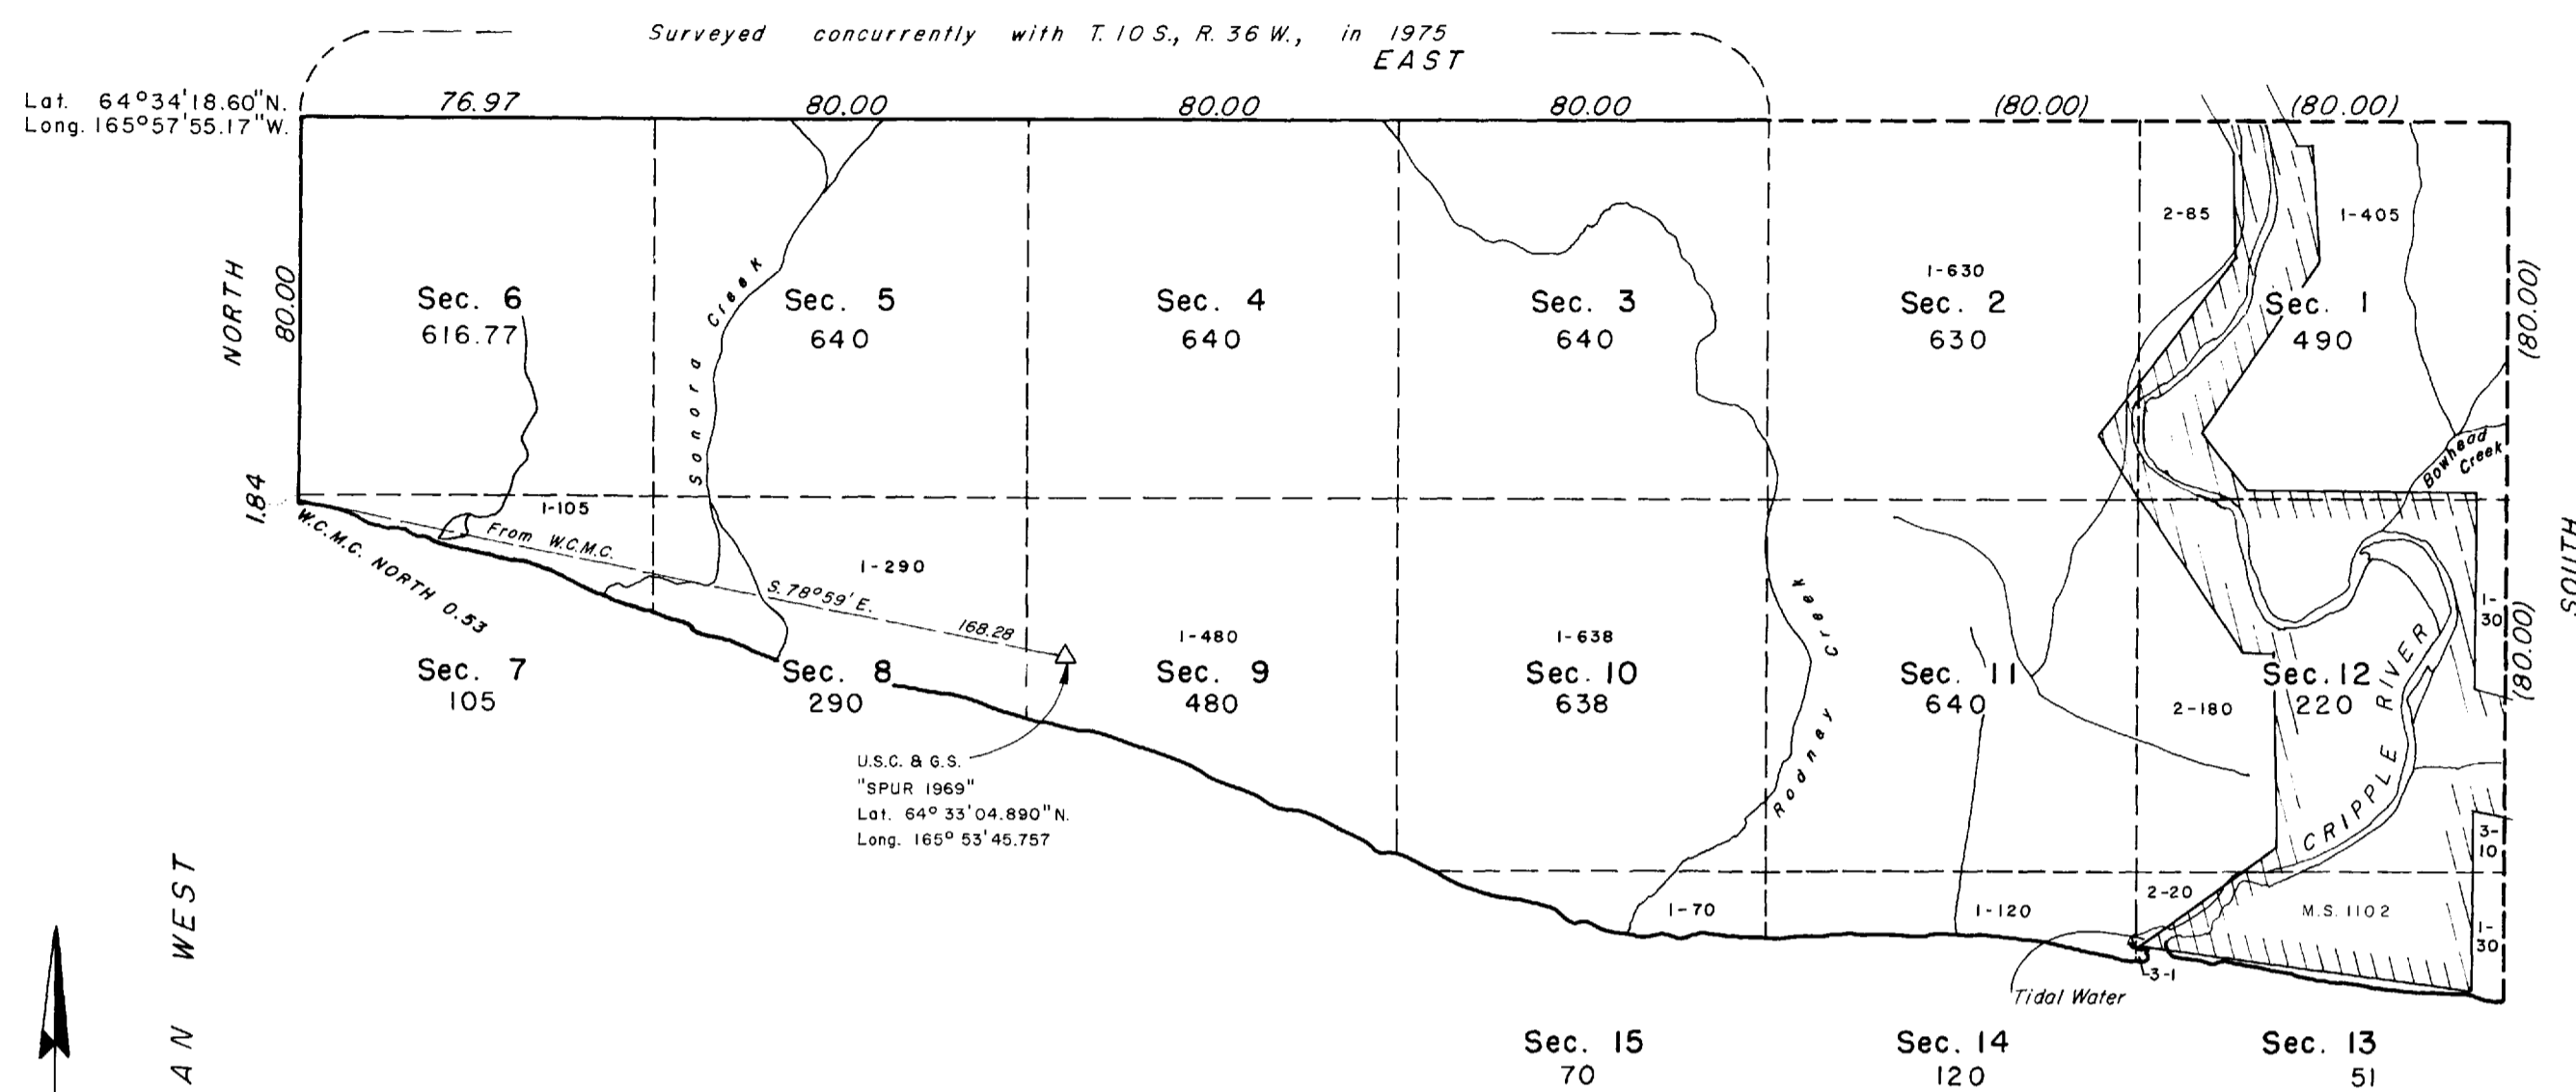 Surveyed concurrently with T. 10 S., R. 36 W., in 1975
EAST
Lat. 64°34'18.60"N.
Long. 165°57'55.17"W.
76.97 80.00 80.00 80.00 (80.00) (80.00)
2-85 1-405
NORTH
80.00
Sec. 6
616.77
Sonora Creek
Sec. 5
640
Sec. 4
640
Sec. 3
640
1-630
Sec. 2
630
Sec. 1
490
(80.00)
Bowhead
Creek
1.84
W.C.M.C. NORTH 0.53
1-105
From W.C.M.C.
S. 78°59' E.
168.28
1-290
1-480
1-638
Rodney Creek
1-
30
SOUTH
(80.00)
Sec. 7
105
Sec. 8
290
Sec. 9
480
Sec. 10
638
Sec. 11
640
2-180
Sec. 12
220
CRIPPLE RIVER
U.S.C. & G.S.
"SPUR 1969"
Lat. 64° 33' 04.890"N.
Long. 165° 53' 45.757
3-
10
1-70
1-120
2-20
M.S. 1102
1-
30
3-1
Tidal Water
AN WEST
Sec. 15
70
Sec. 14
120
Sec. 13
51